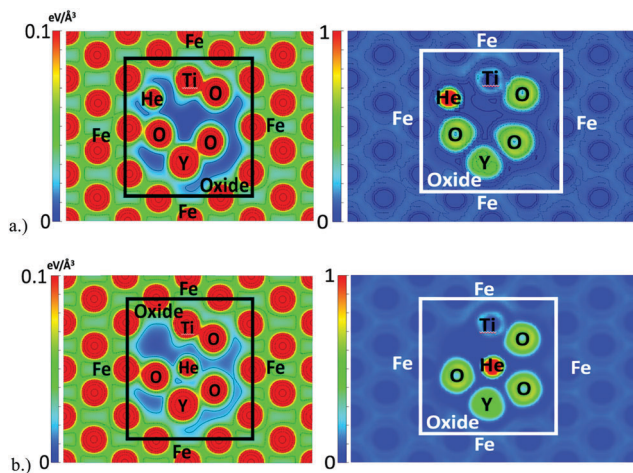 eV/Å³
0.1 Fe 1 Fe
Ti Ti
He O He O
Fe Fe Fe Fe
O O O O
Y Y
Oxide Oxide
0 Fe 0 Fe
a.)
eV/Å³
0.1 Fe 1 Fe
Oxide
Ti O Ti O
Fe He Fe Fe He Fe
O O O O
Y Y
Oxide
0 Fe 0 Fe
b.)